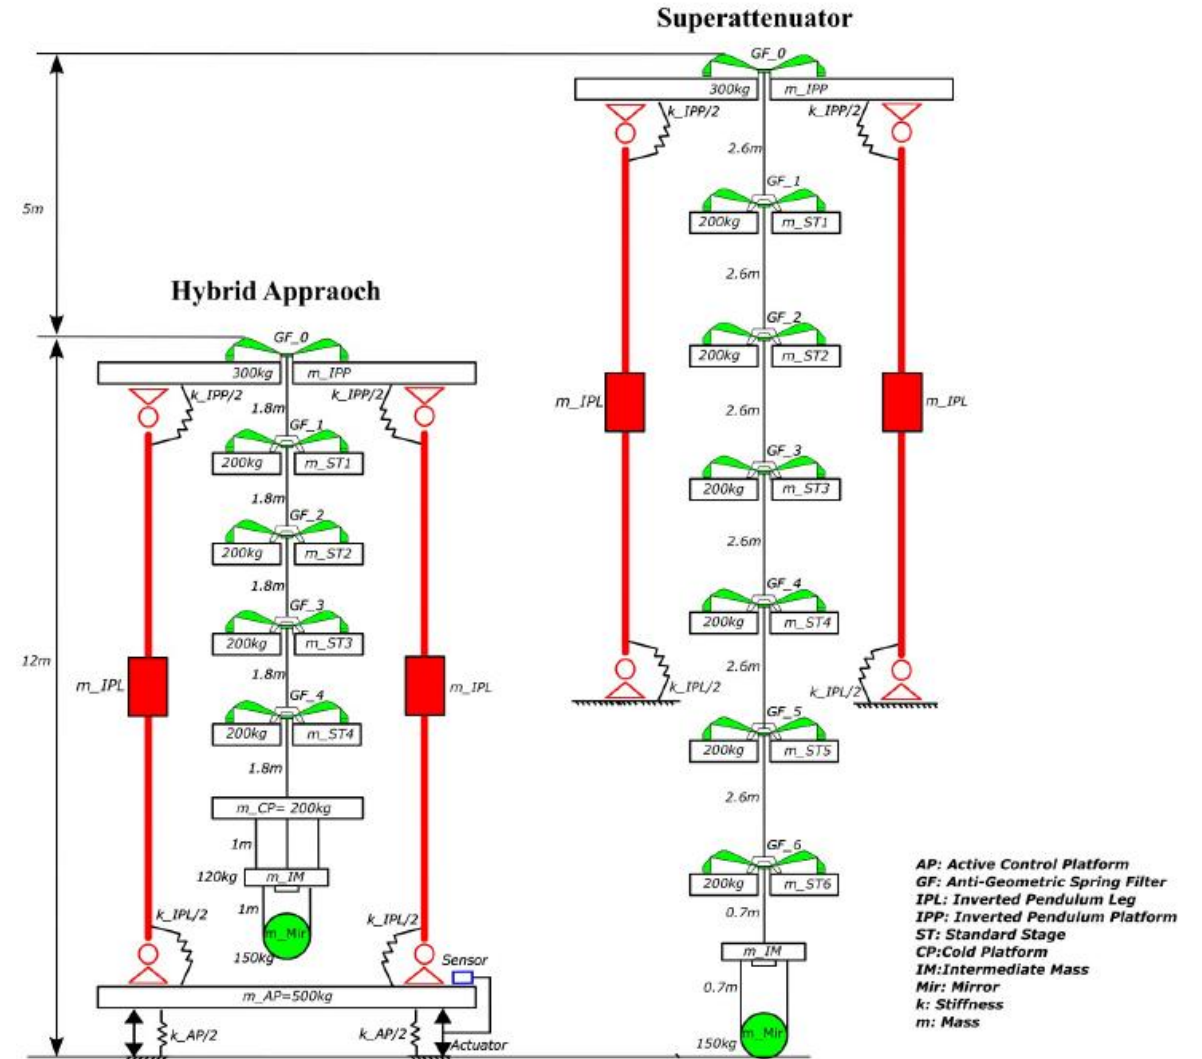 Superattenuator
GF_0
300kg m_IPP
k_IPP/2 k_IPP/2
2.6m
GF_1
200kg m_ST1
5m
2.6m
Hybrid Appraoch
GF_2
200kg m_ST2
GF_0
300kg m_IPP
k_IPP/2 k_IPP/2
1.8m
m_IPL m_IPL
2.6m
GF_1
200kg m_ST1
GF_3
200kg m_ST3
1.8m
GF_2
200kg m_ST2
2.6m
1.8m
GF_4
200kg m_ST4
GF_3
200kg m_ST3
12m
2.6m
1.8m
m_IPL m_IPL
k_IPL/2 k_IPL/2
GF_4
200kg m_ST4
GF_5
200kg m_ST5
1.8m
2.6m
m_CP= 200kg
1m
GF_6
200kg m_ST6
120kg m_IM
1m
0.7m
k_IPL/2 k_IPL/2
m_Mir
150kg
m_IM
Sensor
m_AP=500kg
0.7m
k_AP/2 k_AP/2
Actuator
m_Mir
150kg
AP: Active Control Platform
GF: Anti-Geometric Spring Filter
IPL: Inverted Pendulum Leg
IPP: Inverted Pendulum Platform
ST: Standard Stage
CP:Cold Platform
IM:Intermediate Mass
Mir: Mirror
k: Stiffness
m: Mass